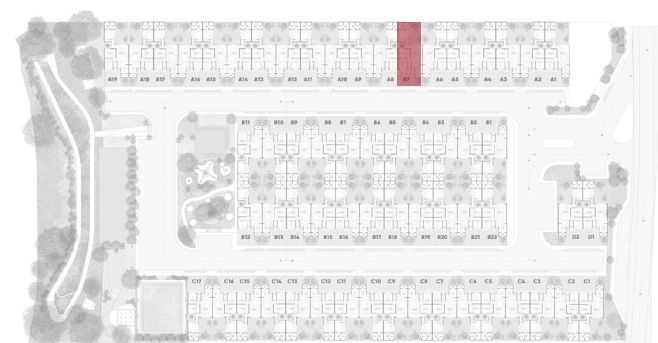 A19 A18 A17 A16 A15 A14 A13 A12 A11 A10 A9 A8 A7 A6 A5 A4 A3 A2 A1
B11 B10 B9 B8 B7 B6 B5 B4 B3 B2 B1
B12 B13 B14 B15 B16 B17 B18 B19 B20 B21 B22
D2 D1
C17 C16 C15 C14 C13 C12 C11 C10 C9 C8 C7 C6 C5 C4 C3 C2 C1